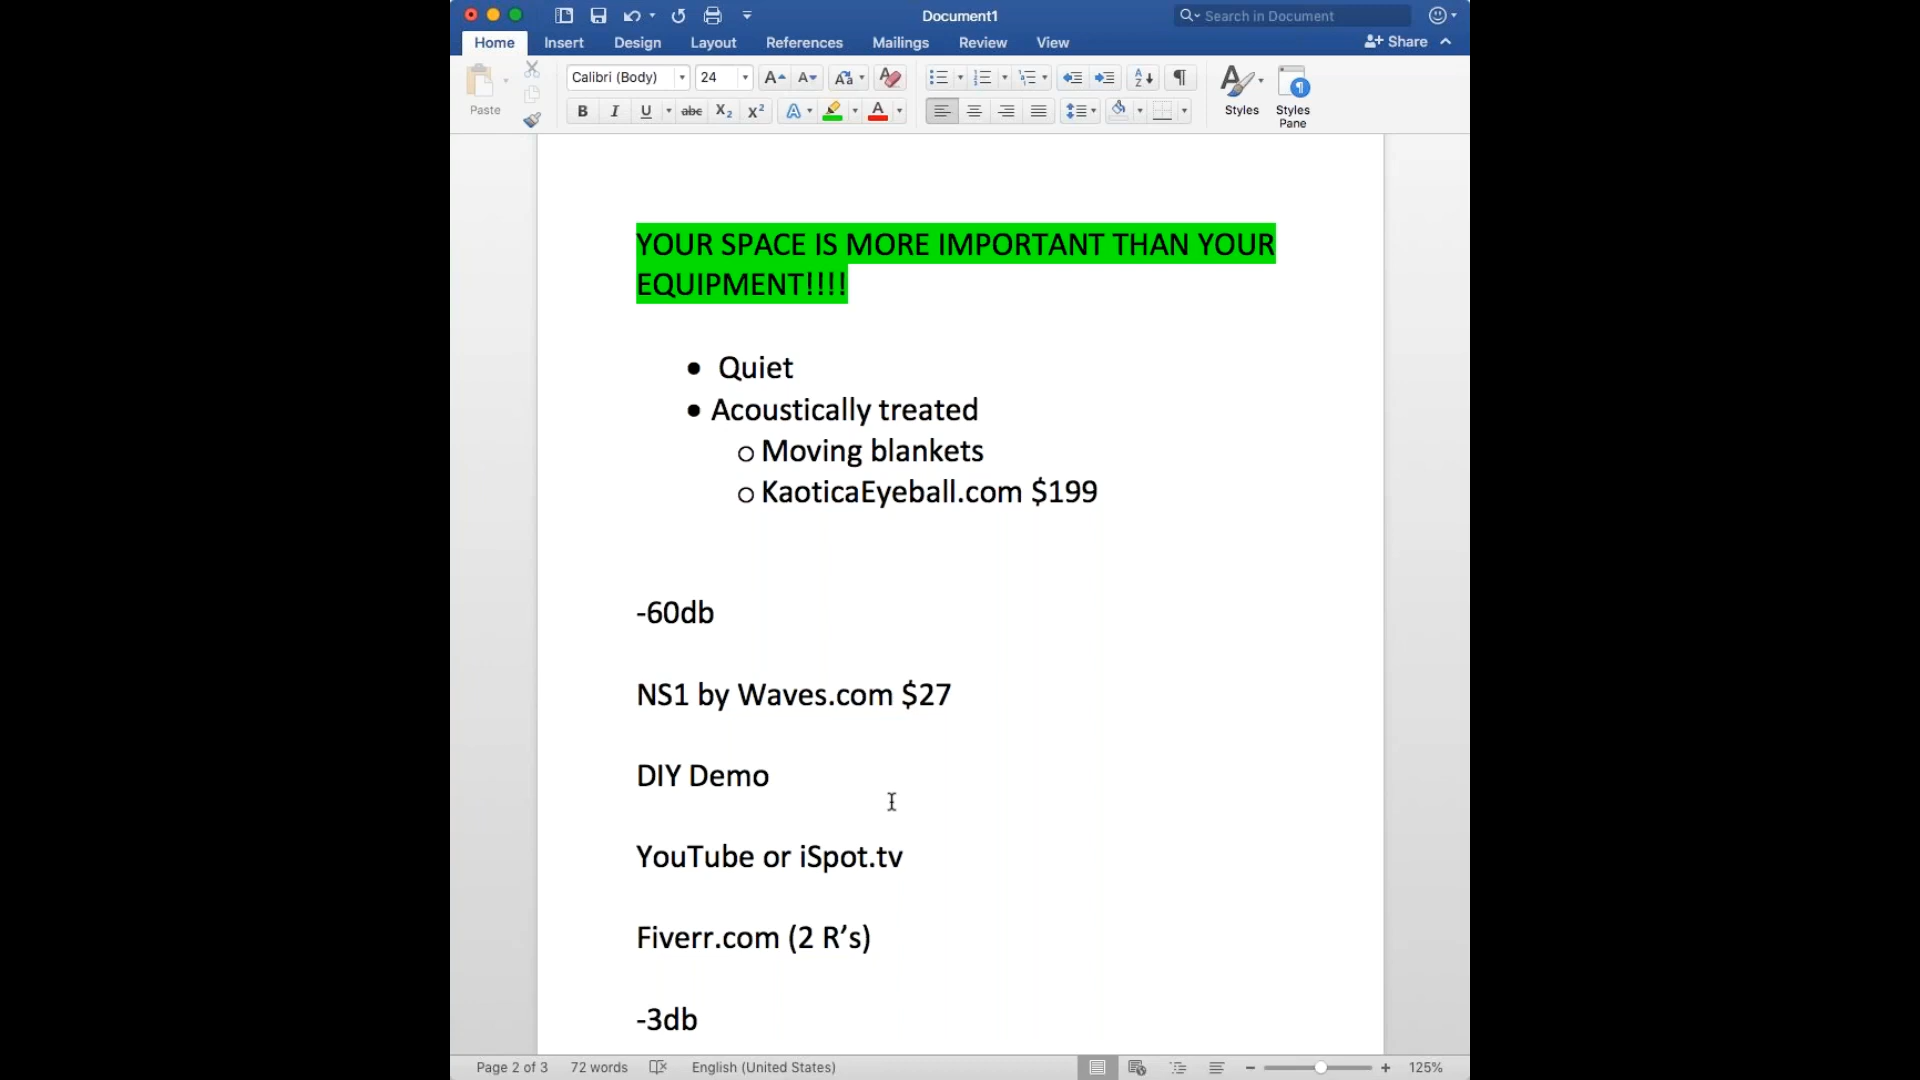 Document1
Search in Document
Home Insert Design Layout References Mailings Review View Share
Paste
Calibri (Body) 24
B I U abc X2 X2 A A
Styles
Styles Pane
YOUR SPACE IS MORE IMPORTANT THAN YOUR
EQUIPMENT!!!!
• Quiet
• Acoustically treated
o Moving blankets
o KaoticaEyeball.com $199
-60db
NS1 by Waves.com $27
DIY Demo
YouTube or iSpot.tv
Fiverr.com (2 R’s)
-3db
Page 2 of 3 72 words English (United States) 125%